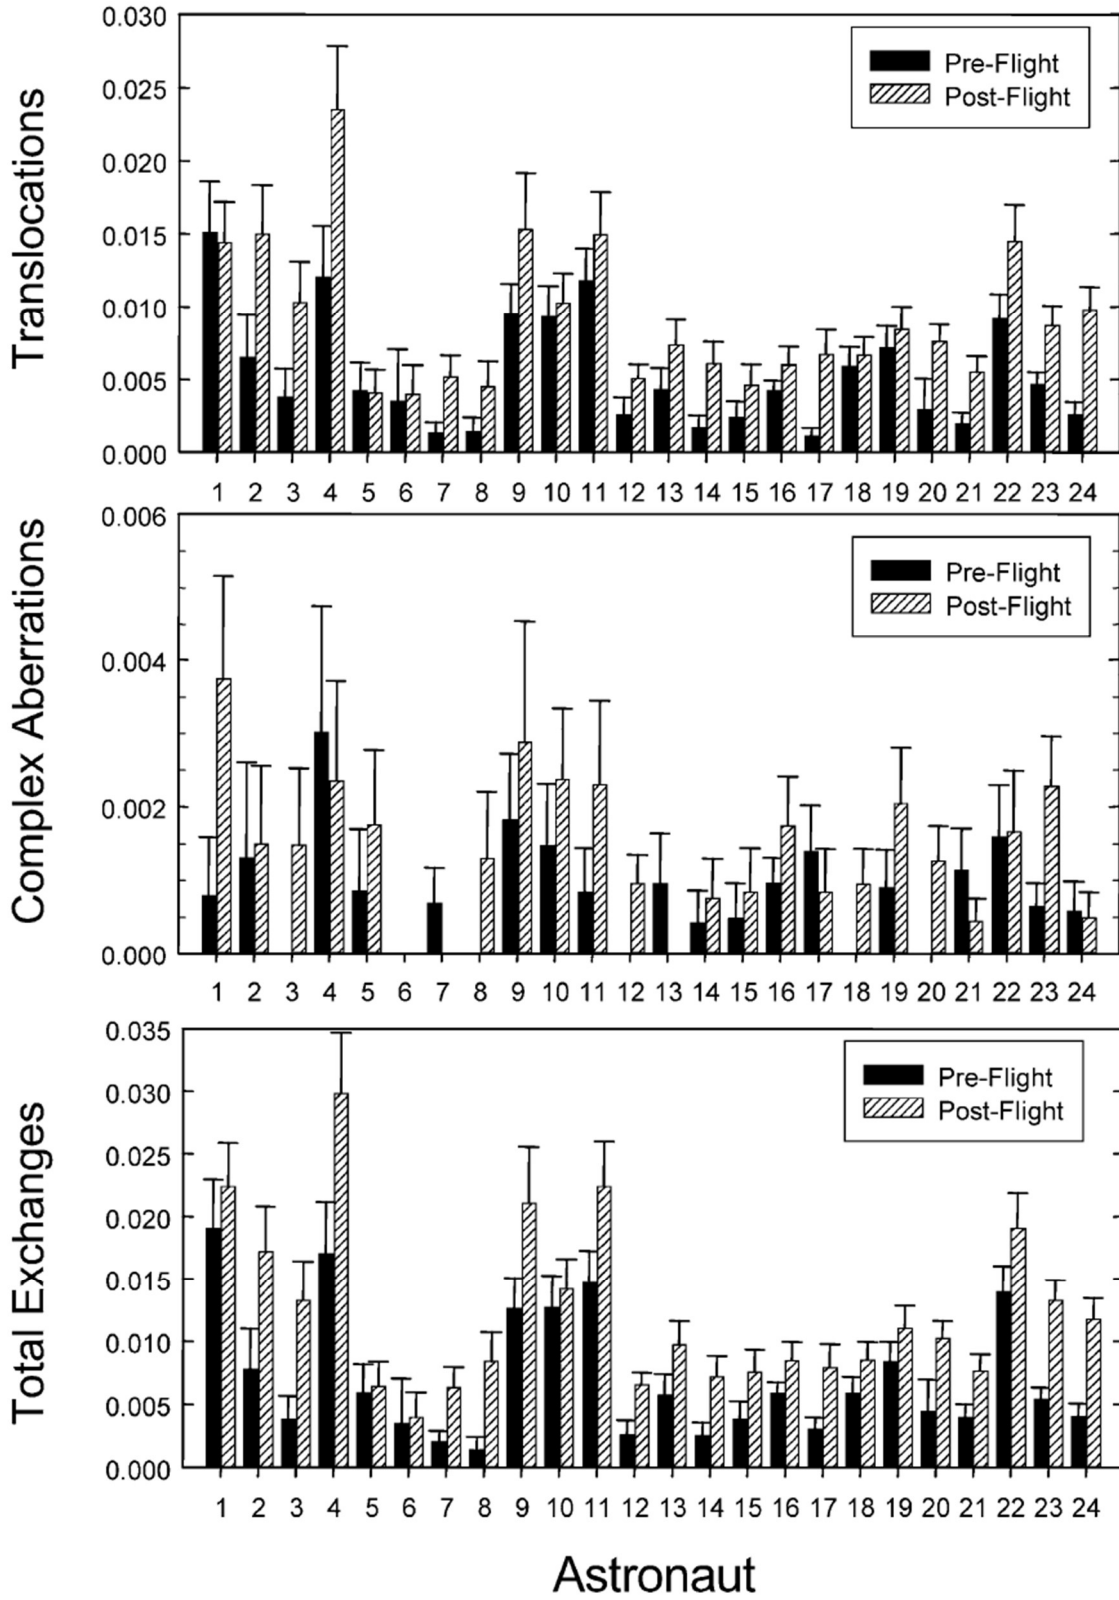 Translocations
0.030
0.025
0.020
0.015
0.010
0.005
0.000
Pre-Flight
Post-Flight
1 2 3 4 5 6 7 8 9 10 11 12 13 14 15 16 17 18 19 20 21 22 23 24
Complex Aberrations
0.006
0.004
0.002
0.000
Pre-Flight
Post-Flight
1 2 3 4 5 6 7 8 9 10 11 12 13 14 15 16 17 18 19 20 21 22 23 24
Total Exchanges
0.035
0.030
0.025
0.020
0.015
0.010
0.005
0.000
Pre-Flight
Post-Flight
1 2 3 4 5 6 7 8 9 10 11 12 13 14 15 16 17 18 19 20 21 22 23 24
Astronaut